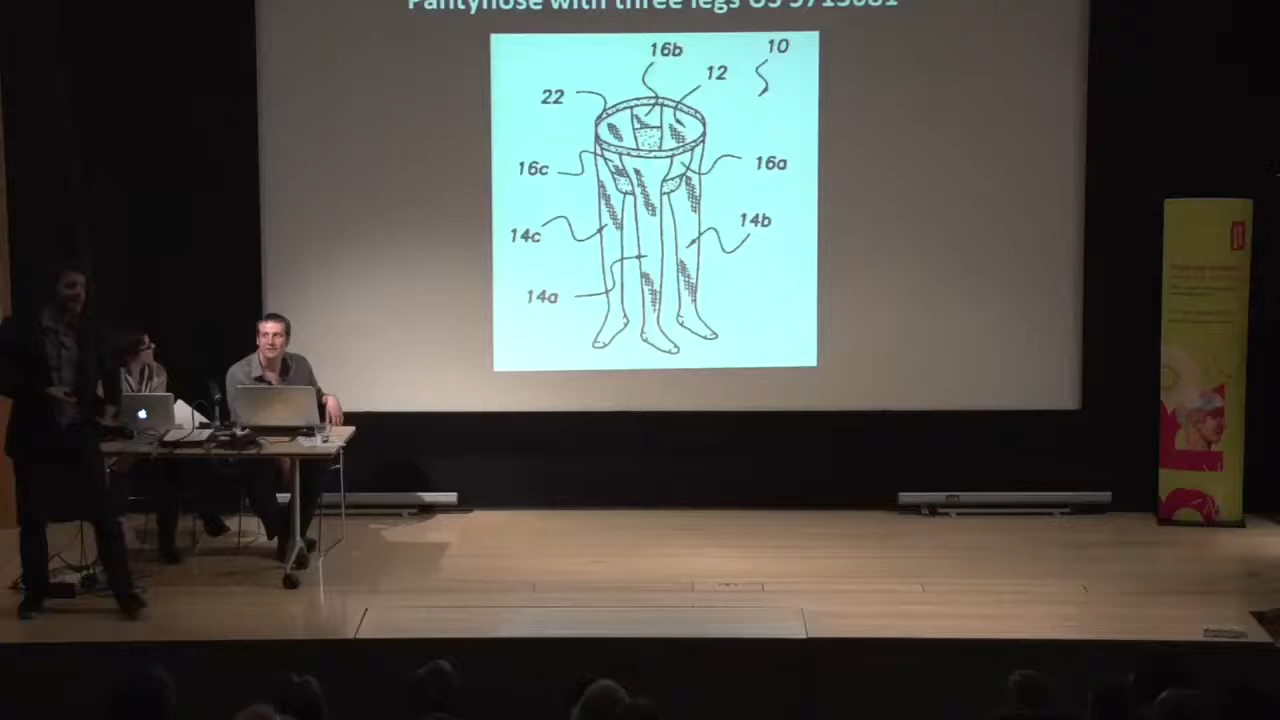 Pantyhose with three legs US 5713081
16b
10
12
22
16c
16a
14c
14b
14a